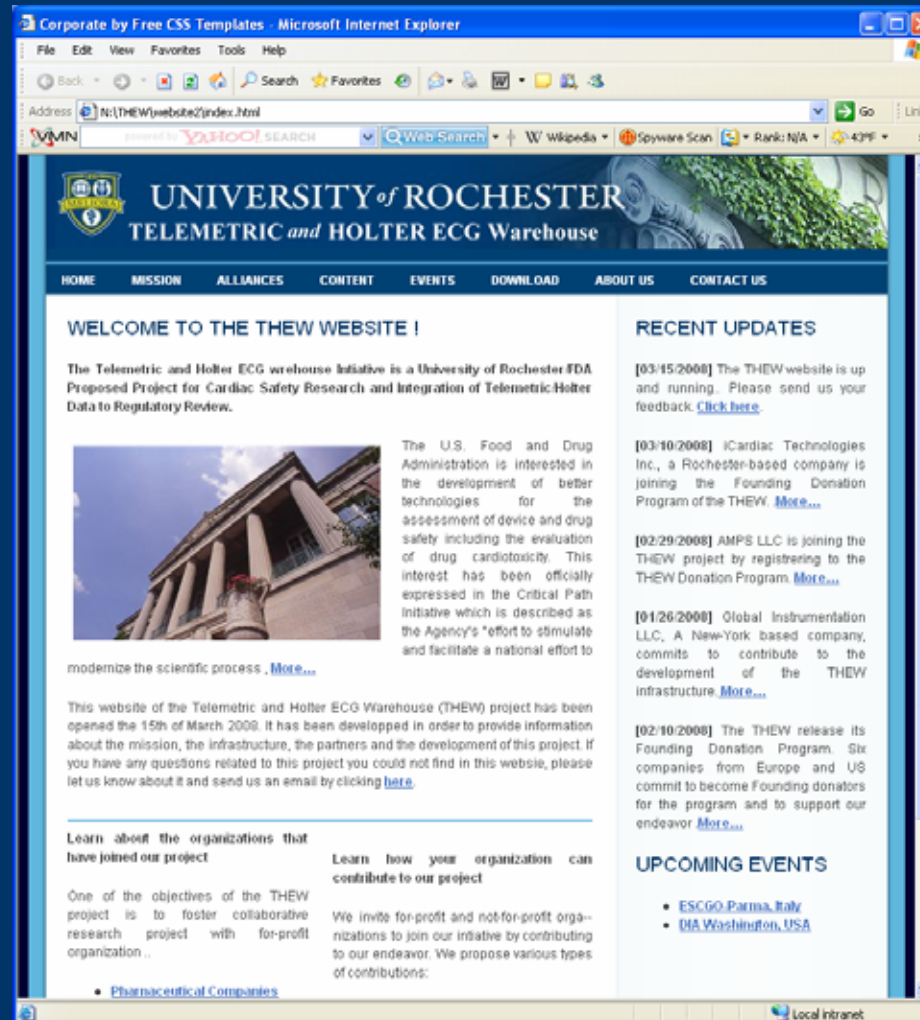 Corporate by Free CSS Templates - Microsoft Internet Explorer
File Edit View Favorites Tools Help
Back Search Favorites
Address N:\THEW\website2\index.html Go Lin
VMN powered by YAHOO! SEARCH Web Search W Wikipedia Spyware Scan Rank: N/A 43°F
MELIORA
UNIVERSITY of ROCHESTER
TELEMETRIC and HOLTER ECG Warehouse
HOME MISSION ALLIANCES CONTENT EVENTS DOWNLOAD ABOUT US CONTACT US
WELCOME TO THE THEW WEBSITE !
The Telemetric and Holter ECG wrehouse Intiative is a University of Rochester/FDA
Proposed Project for Cardiac Safety Research and Integration of Telemetric/Holter
Data to Regulatory Review.
The U.S. Food and Drug
Administration is interested in
the development of better
technologies for the
assessment of device and drug
safety including the evaluation
of drug cardiotoxicity. This
interest has been officially
expressed in the Critical Path
Initiative which is described as
the Agency's "effort to stimulate
and facilitate a national effort to
modernize the scientific process , More...
This website of the Telemetric and Holter ECG Warehouse (THEW) project has been
opened the 15th of March 2008. It has been developped in order to provide information
about the mission, the infrastructure, the partners and the development of this project. If
you have any questions related to this project you could not find in this websie, please
let us know about it and send us an email by clicking here.
Learn about the organizations that
have joined our project
One of the objectives of the THEW
project is to foster collaborative
research project with for-profit
organization ..
Pharmaceutical Companies
Learn how your organization can
contribute to our project
We invite for-profit and not-for-profit orga--
nizations to join our intiative by contributing
to our endeavor. We propose various types
of contributions:
RECENT UPDATES
[03/15/2008] The THEW website is up
and running.. Please send us your
feedback. Click here.
[03/10/2008] iCardiac Technologies
Inc., a Rochester-based company is
joining the Founding Donation
Program of the THEW. More...
[02/29/2008] AMPS LLC is joining the
THEW project by registrering to the
THEW Donation Program. More...
[01/26/2008] Global Instrumentation
LLC, A New-York based company,
commits to contribute to the
development of the THEW
infrastructure. More...
[02/10/2008] The THEW release its
Founding Donation Program. Six
companies from Europe and US
commit to become Founding donators
for the program and to support our
endeavor .More...
UPCOMING EVENTS
ESCGO-Parma, Italy
DIA Washington, USA
Local intranet